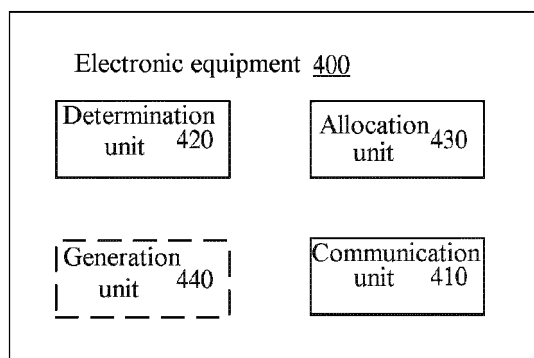 Electronic equipment 400
Determination
unit 420
Allocation
unit 430
Generation
unit 440
Communication
unit 410